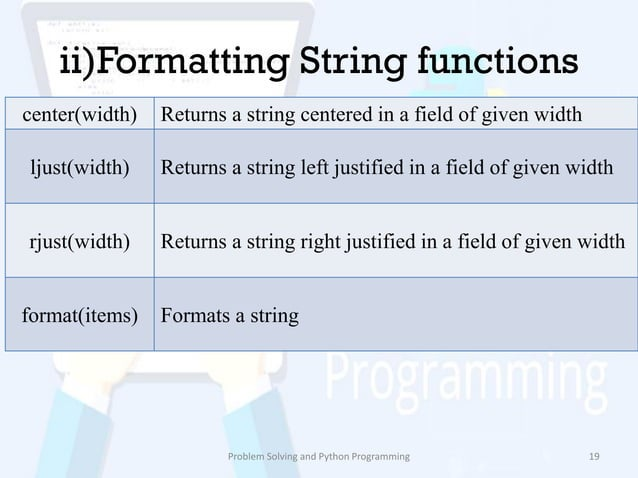 ii)Formatting String functions
center(width) Returns a string centered in a field of given width
ljust(width) Returns a string left justified in a field of given width
rjust(width) Returns a string right justified in a field of given width
format(items) Formats a string
Programming
Problem Solving and Python Programming 19